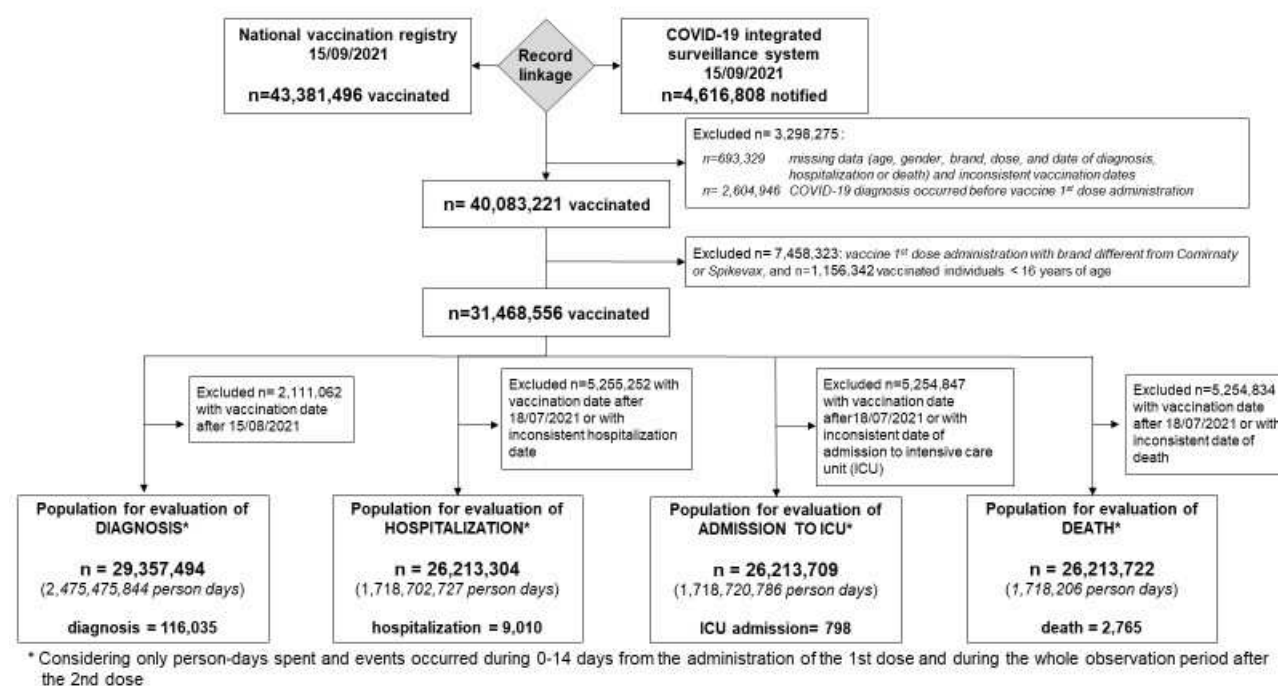 National vaccination registry
15/09/2021
n=43,381,496 vaccinated
Record
linkage
COVID-19 integrated
surveillance system
15/09/2021
n=4,616,808 notified
Excluded n= 3,298,275 :
n=693,329 missing data (age, gender, brand, dose, and date of diagnosis,
hospitalization or death) and inconsistent vaccination dates
n= 2,604,946 COVID-19 diagnosis occurred before vaccine 1st dose administration
n= 40,083,221 vaccinated
Excluded n= 7,458,323: vaccine 1st dose administration with brand different from Comirnaty
or Spikevax, and n=1,156,342 vaccinated individuals < 16 years of age
n=31,468,556 vaccinated
Excluded n= 2,111,062
with vaccination date
after 15/08/2021
Excluded n=5,255,252 with
vaccination date after
18/07/2021 or with
inconsistent hospitalization
date
Excluded n=5,254,847
with vaccination date
after18/07/2021 or with
inconsistent date of
admission to intensive care
unit (ICU)
Excluded n=5,254,834
with vaccination date
after 18/07/2021 or with
inconsistent date of
death
Population for evaluation of
DIAGNOSIS*
n = 29,357,494
(2,475,475,844 person days)
diagnosis = 116,035
Population for evaluation of
HOSPITALIZATION*
n = 26,213,304
(1,718,702,727 person days)
hospitalization = 9,010
Population for evaluation of
ADMISSION TO ICU*
n = 26,213,709
(1,718,720,786 person days)
ICU admission= 798
Population for evaluation of
DEATH*
n = 26,213,722
(1,718,206 person days)
death = 2,765
* Considering only person-days spent and events occurred during 0-14 days from the administration of the 1st dose and during the whole observation period after
the 2nd dose